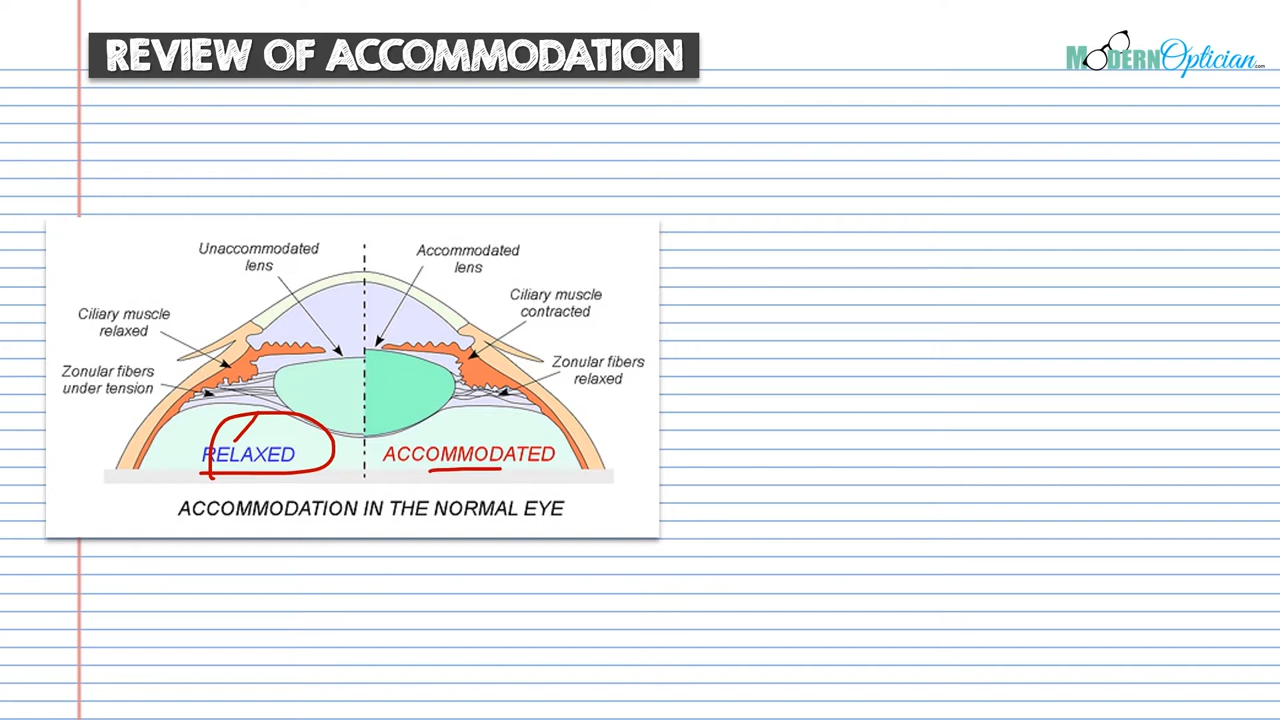 REVIEW OF ACCOMMODATION
MODERNOptician.com
Unaccommodated
lens
Accommodated
lens
Ciliary muscle
relaxed
Ciliary muscle
contracted
Zonular fibers
under tension
Zonular fibers
relaxed
RELAXED
ACCOMMODATED
ACCOMMODATION IN THE NORMAL EYE